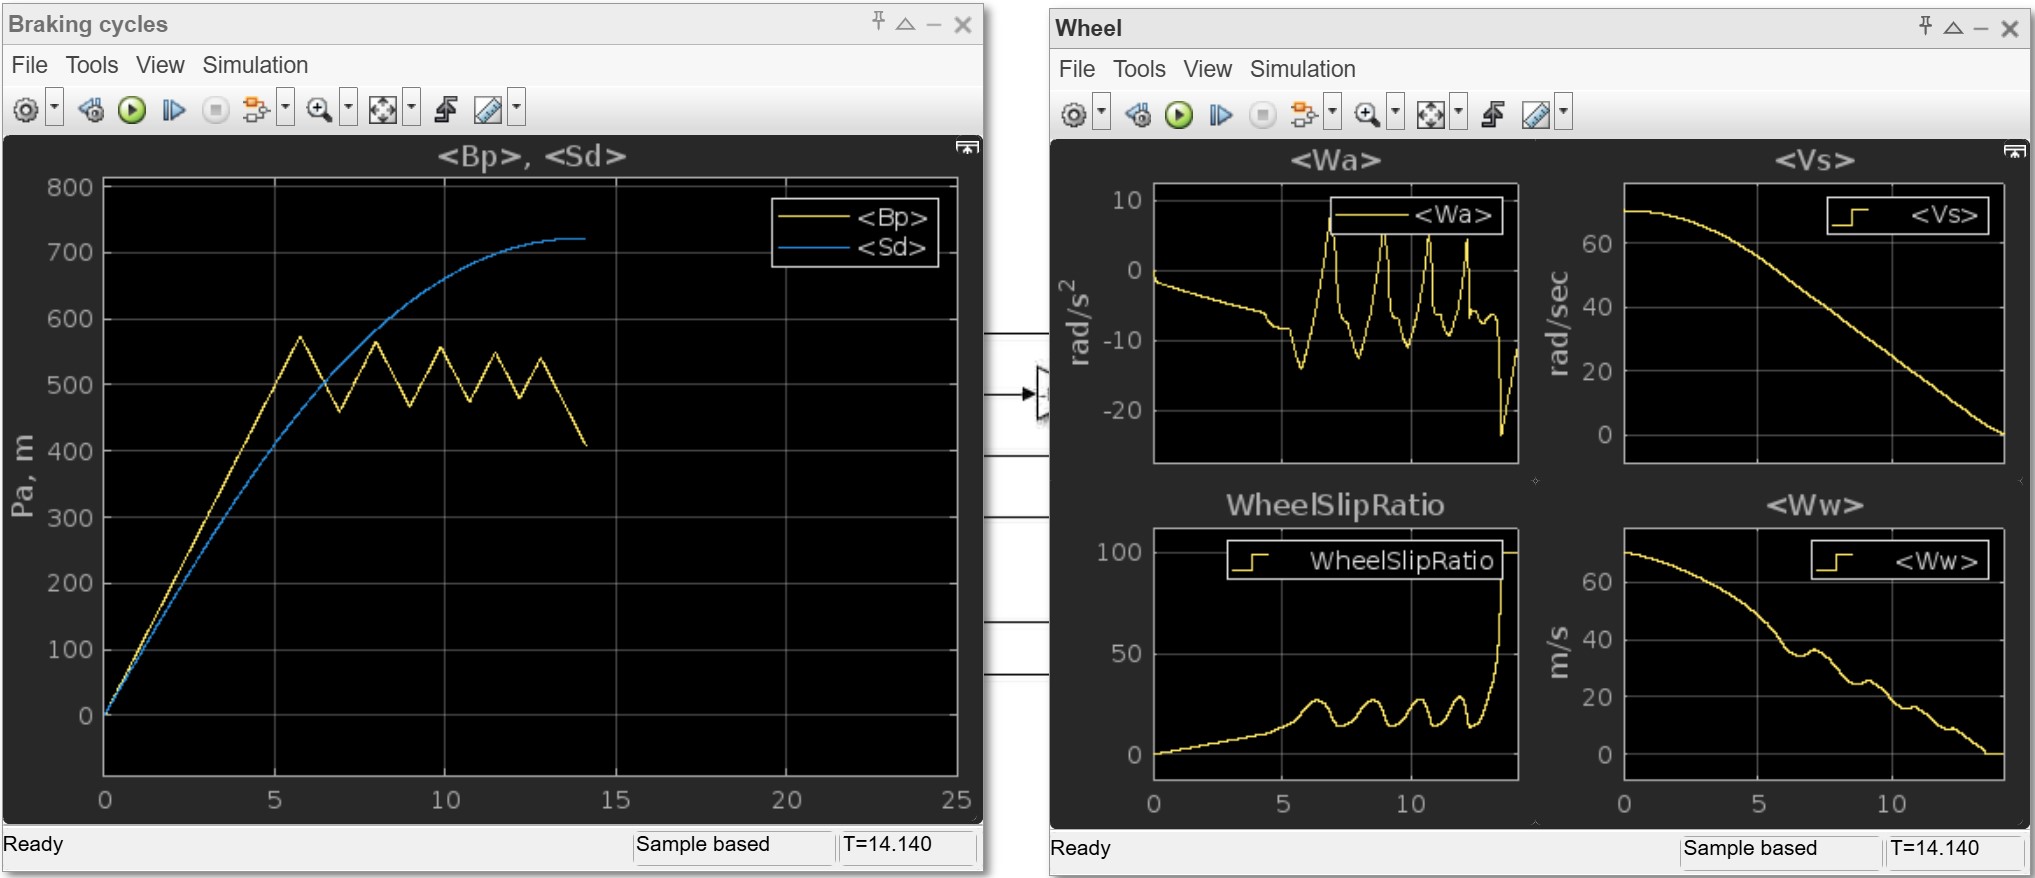 Braking cycles
File Tools View Simulation
<Bp>, <Sd>
800
700
600
500
400
300
200
100
0
Pa, m
<Bp>
<Sd>
0 5 10 15 20 25
Ready Sample based T=14.140
Wheel
File Tools View Simulation
<Wa>
10
0
-10
-20
rad/s²
<Wa>
<Vs>
60
40
20
0
rad/sec
<Vs>
WheelSlipRatio
100
50
0
WheelSlipRatio
0 5 10
<Ww>
60
40
20
0
m/s
<Ww>
0 5 10
Ready Sample based T=14.140